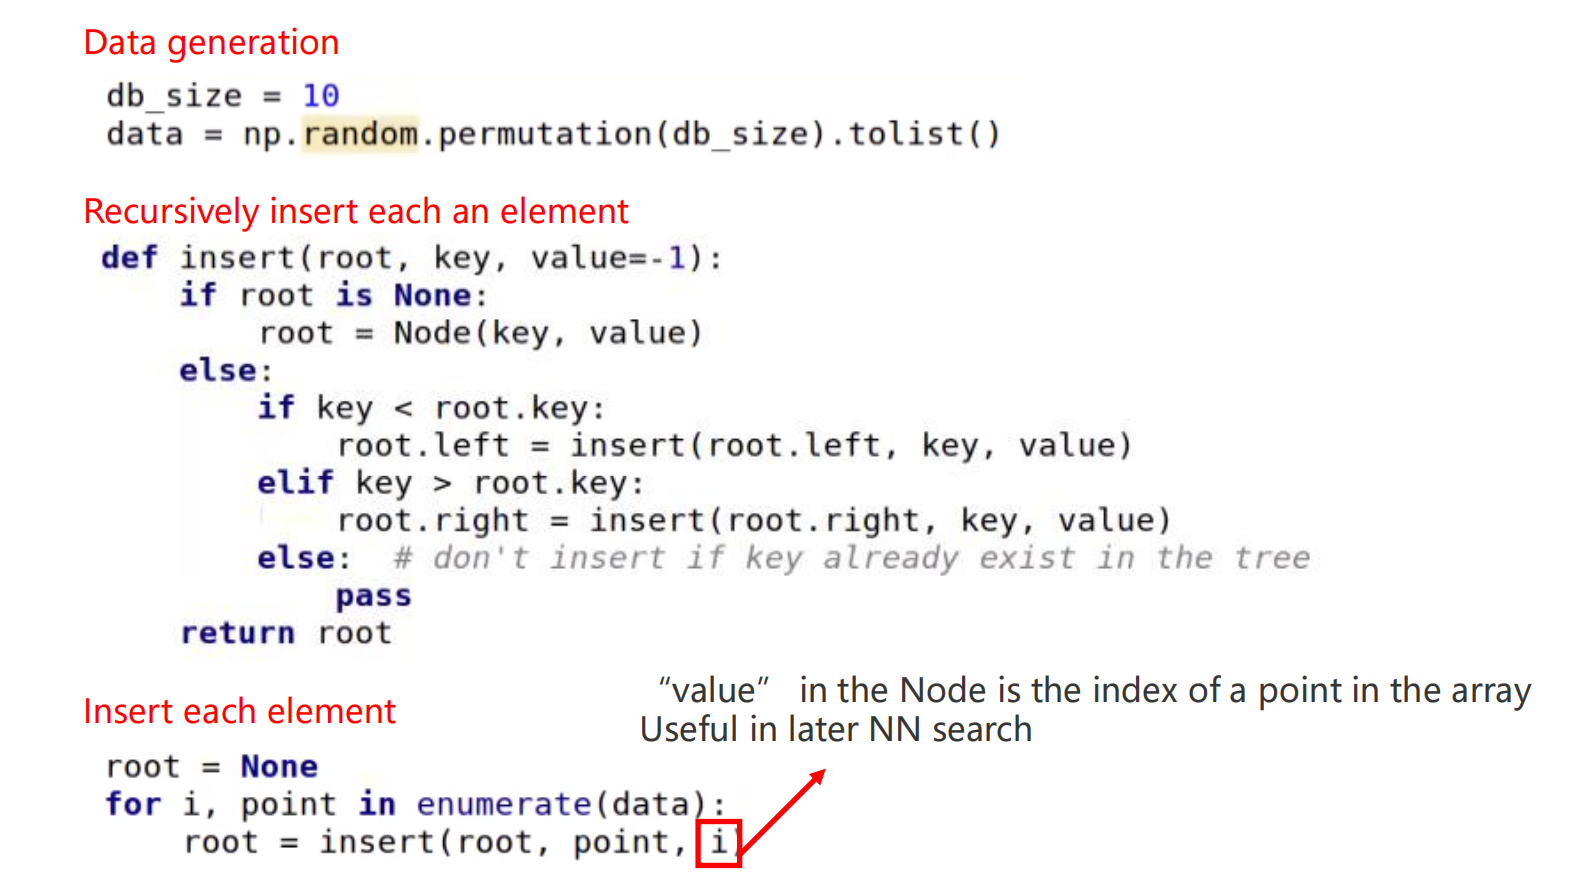 Data generation
db_size = 10
data = np.random.permutation(db_size).tolist()
Recursively insert each an element
def insert(root, key, value=-1):
    if root is None:
        root = Node(key, value)
    else:
        if key < root.key:
            root.left = insert(root.left, key, value)
        elif key > root.key:
            root.right = insert(root.right, key, value)
        else:  # don't insert if key already exist in the tree
            pass
    return root
“value” in the Node is the index of a point in the array
Useful in later NN search
Insert each element
root = None
for i, point in enumerate(data):
    root = insert(root, point, i)